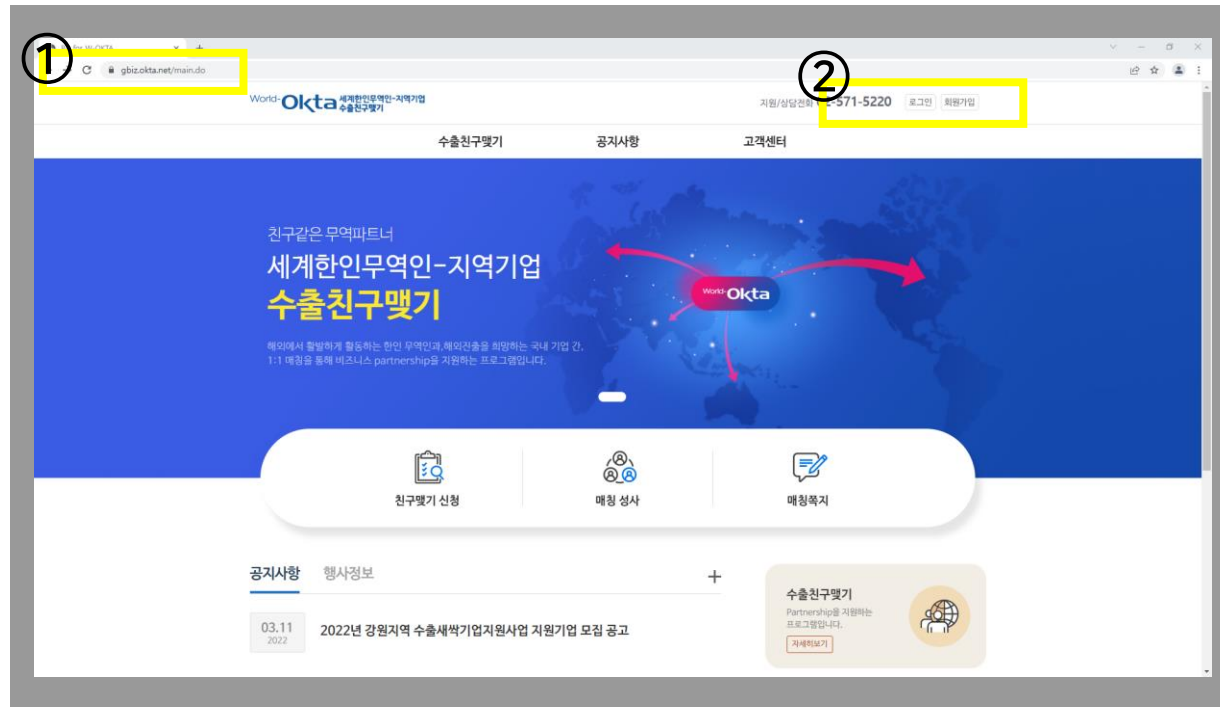 ①
②
for W-OKTA
gbiz.okta.net/main.do
World-Okta 세계한인무역인-지역기업
수출친구맺기
지원/상담전화 -571-5220 로그인 회원가입
수출친구맺기 공지사항 고객센터
친구같은 무역파트너
세계한인무역인-지역기업
수출친구맺기
해외에서 활발하게 활동하는 한인 무역인과,해외진출을 희망하는 국내 기업 간.
1:1 매칭을 통해 비즈니스 partnership을 지원하는 프로그램입니다.
World-Okta
친구맺기 신청 매칭 성사 매칭쪽지
공지사항 행사정보 +
03.11
2022
2022년 강원지역 수출새싹기업지원사업 지원기업 모집 공고
수출친구맺기
Partnership을 지원하는
프로그램입니다.
자세히보기